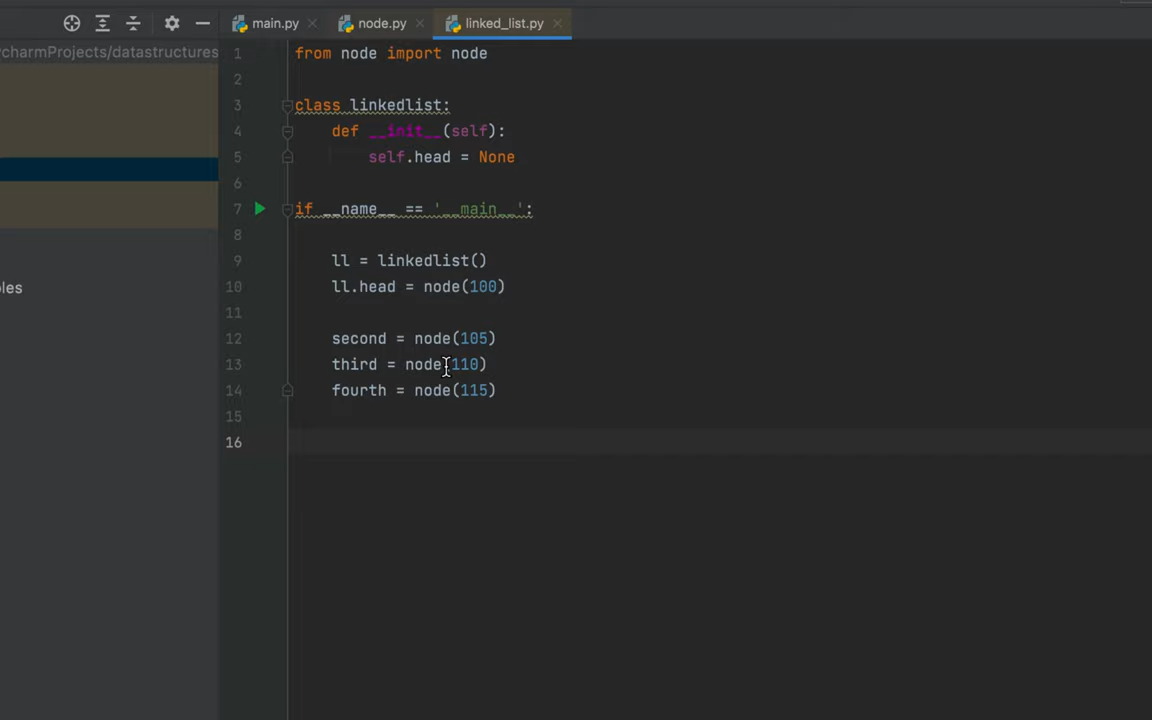 main.py node.py linked_list.py
charmProjects/datastructures
1 from node import node
2
3 class linkedlist:
4 def __init__(self):
5 self.head = None
6
7 if __name__ == '__main__':
8
9 ll = linkedlist()
10 ll.head = node(100)
11
12 second = node(105)
13 third = node(110)
14 fourth = node(115)
15
16
les